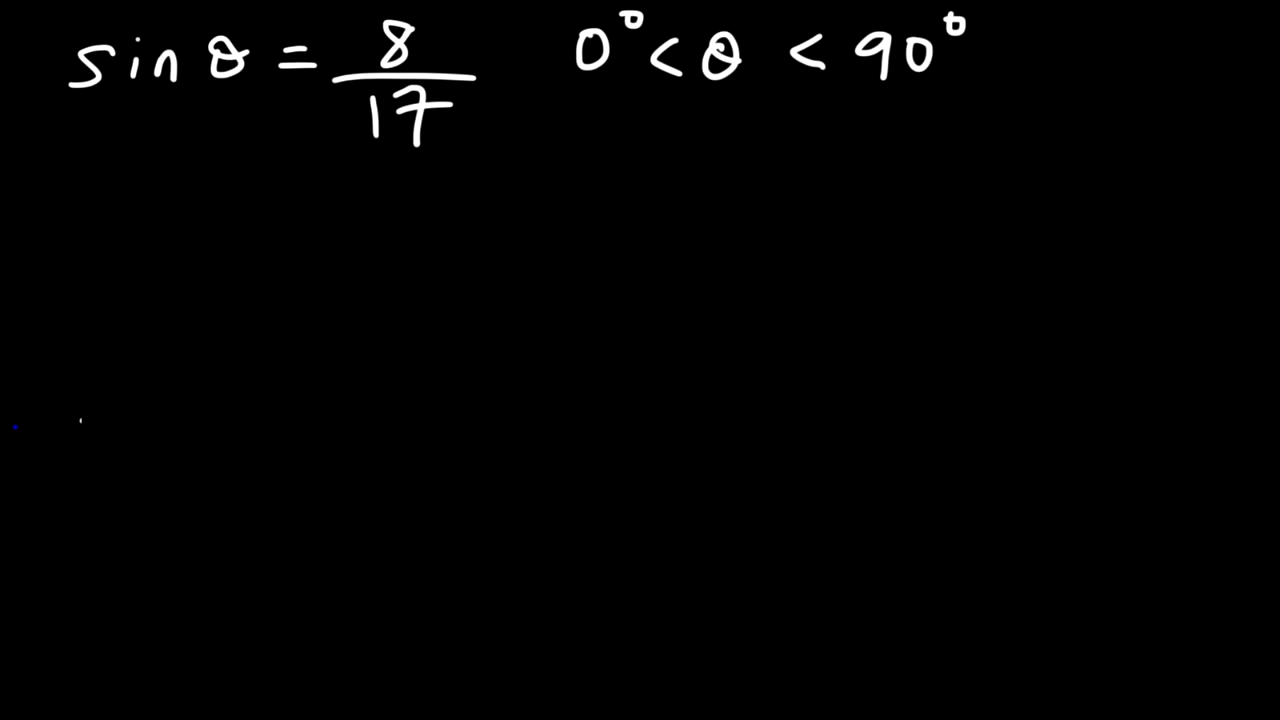 sin θ = 8/17 0° < θ < 90°